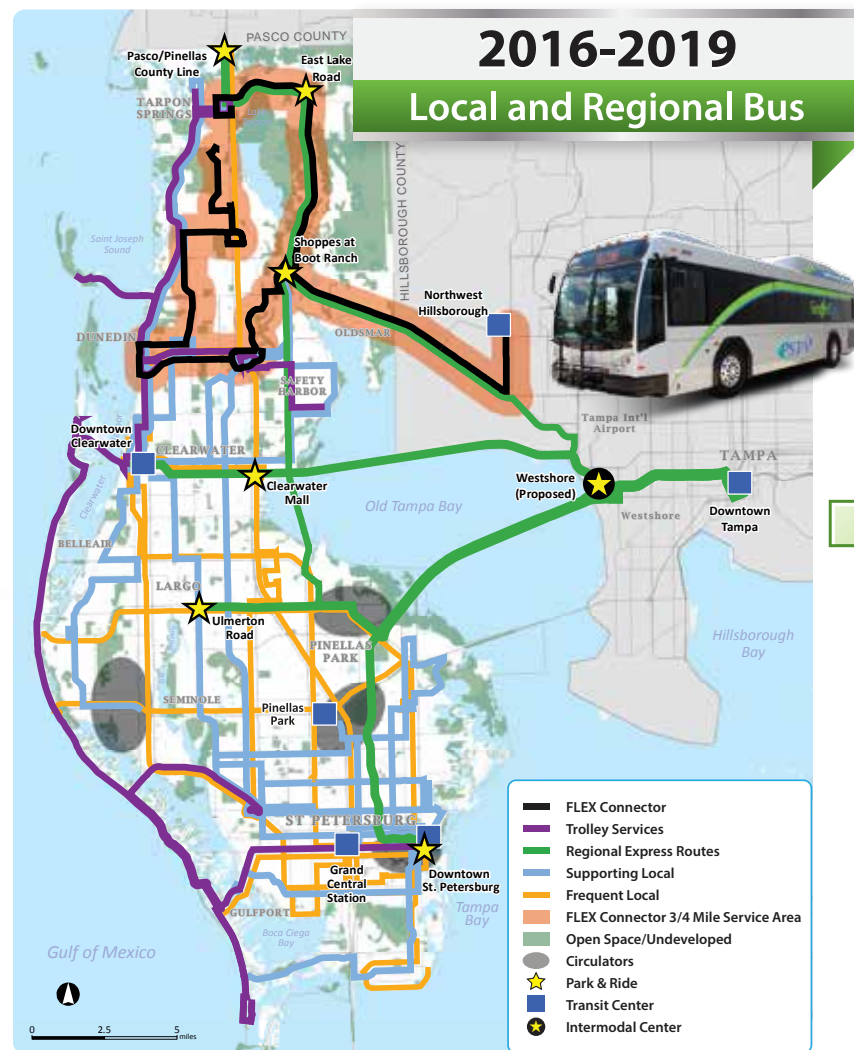 2016-2019
Local and Regional Bus
PASCO COUNTY
Pasco/Pinellas
County Line
East Lake
Road
TARPON
SPRINGS
HILLSBOROUGH COUNTY
Saint Joseph
Sound
Shoppes at
Boot Ranch
Northwest
Hillsborough
DUNEDIN
OLDSMAR
SAFETY
HARBOR
Tampa Int'l
Airport
Downtown
Clearwater
CLEARWATER
TAMPA
Clearwater
Mall
Westshore
(Proposed)
Clearwater
Old Tampa Bay
Westshore
Downtown
Tampa
BELLEAIR
LARGO
Ulmerton
Road
PINELLAS
PARK
Hillsborough
Bay
SEMINOLE
Pinellas
Park
ST PETERSBURG
Grand
Central
Station
Downtown
St. Petersburg
GULFPORT
Tampa
Bay
Boca Ciega
Bay
Gulf of Mexico
0 2.5 5
miles
FLEX Connector
Trolley Services
Regional Express Routes
Supporting Local
Frequent Local
FLEX Connector 3/4 Mile Service Area
Open Space/Undeveloped
Circulators
Park & Ride
Transit Center
Intermodal Center